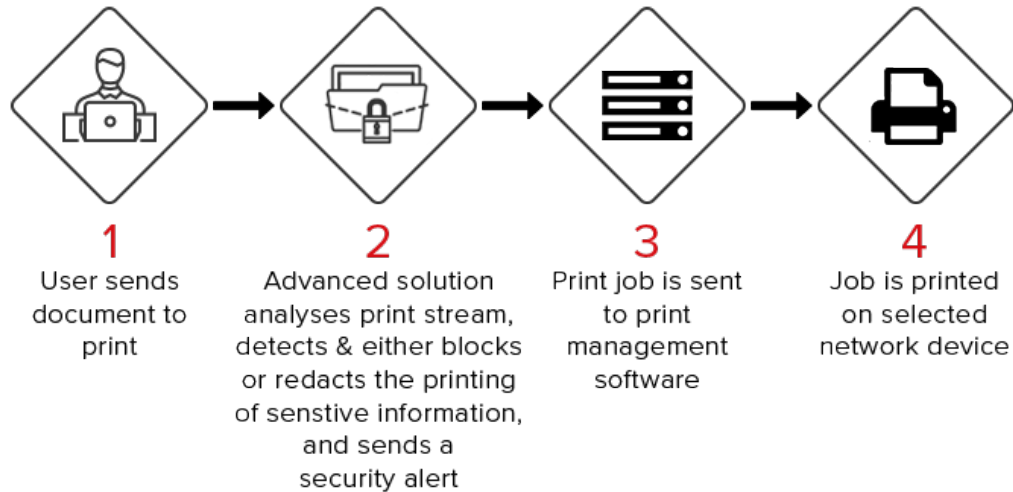 1
User sends
document to
print
2
Advanced solution
analyses print stream,
detects & either blocks
or redacts the printing
of senstive information,
and sends a
security alert
3
Print job is sent
to print
management
software
4
Job is printed
on selected
network device